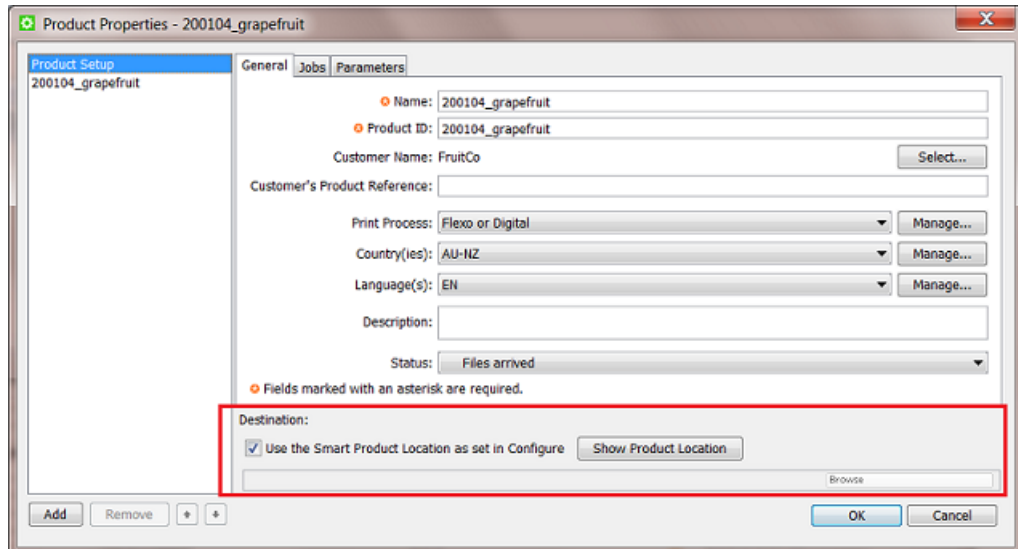 Product Properties - 200104_grapefruit
Product Setup
200104_grapefruit
General Jobs Parameters
Name: 200104_grapefruit
Product ID: 200104_grapefruit
Customer Name: FruitCo Select...
Customer's Product Reference:
Print Process: Flexo or Digital Manage...
Country(ies): AU-NZ Manage...
Language(s): EN Manage...
Description:
Status: Files arrived
Fields marked with an asterisk are required.
Destination:
Use the Smart Product Location as set in Configure Show Product Location
Browse
Add Remove OK Cancel